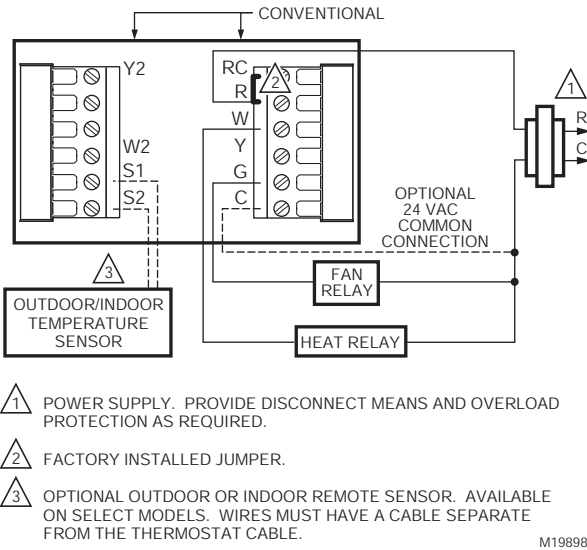 CONVENTIONAL
Y2
RC
2
R
W
Y
W2
S1
G
S2
C
1
R
C
OPTIONAL
24 VAC
COMMON
CONNECTION
3
FAN
RELAY
OUTDOOR/INDOOR
TEMPERATURE
SENSOR
HEAT RELAY
1 POWER SUPPLY. PROVIDE DISCONNECT MEANS AND OVERLOAD
PROTECTION AS REQUIRED.
2 FACTORY INSTALLED JUMPER.
3 OPTIONAL OUTDOOR OR INDOOR REMOTE SENSOR. AVAILABLE
ON SELECT MODELS. WIRES MUST HAVE A CABLE SEPARATE
FROM THE THERMOSTAT CABLE.
M19898